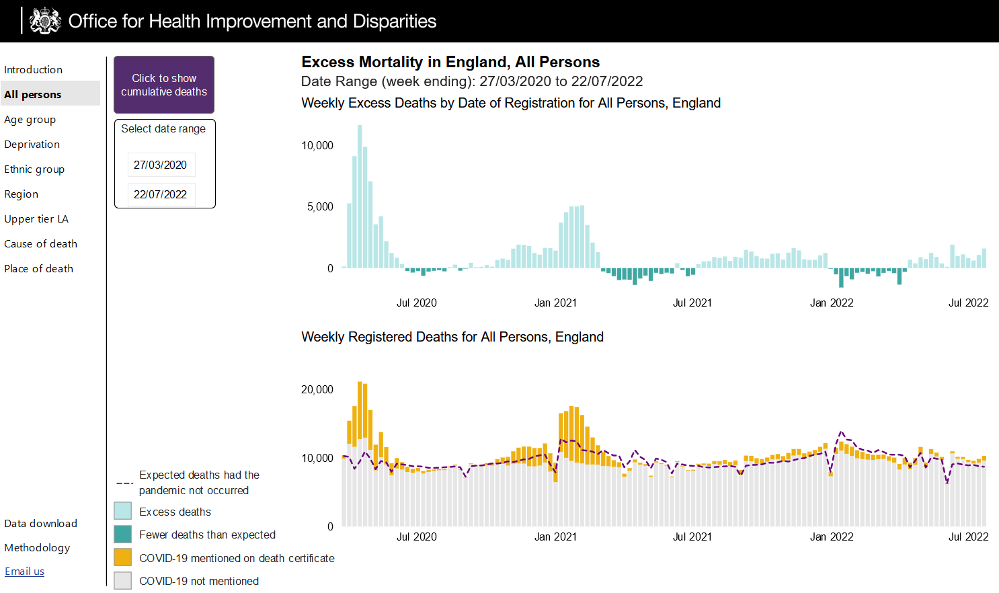 Office for Health Improvement and Disparities
Introduction
All persons
Age group
Deprivation
Ethnic group
Region
Upper tier LA
Cause of death
Place of death
Data download
Methodology
Email us
Click to show
cumulative deaths
Select date range
27/03/2020
22/07/2022
Excess Mortality in England, All Persons
Date Range (week ending): 27/03/2020 to 22/07/2022
Weekly Excess Deaths by Date of Registration for All Persons, England
10,000
5,000
0
Jul 2020 Jan 2021 Jul 2021 Jan 2022 Jul 2022
Weekly Registered Deaths for All Persons, England
20,000
10,000
0
Jul 2020 Jan 2021 Jul 2021 Jan 2022 Jul 2022
Expected deaths had the
pandemic not occurred
Excess deaths
Fewer deaths than expected
COVID-19 mentioned on death certificate
COVID-19 not mentioned